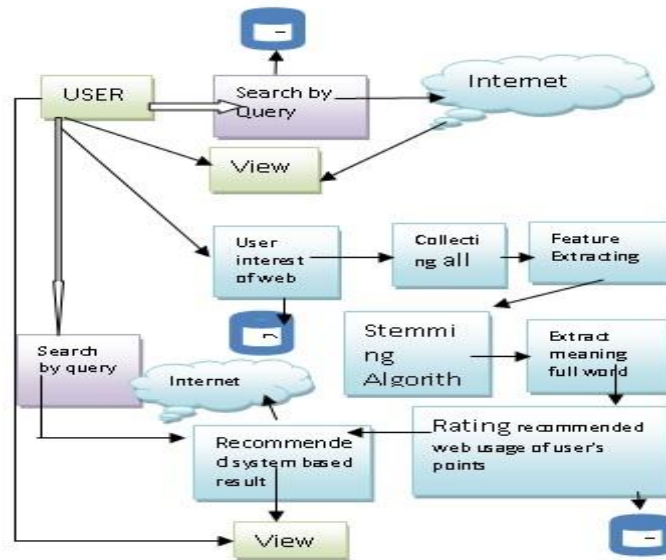 USER
Search by
Query
Internet
View
User
interest
of web
Collecti
ng all
Feature
Extracting
Search
by query
Internet
Stemmi
ng
Algorith
Extract
meaning
full word
Recommende
d system based
result
Rating recommended
web usage of user's
points
View